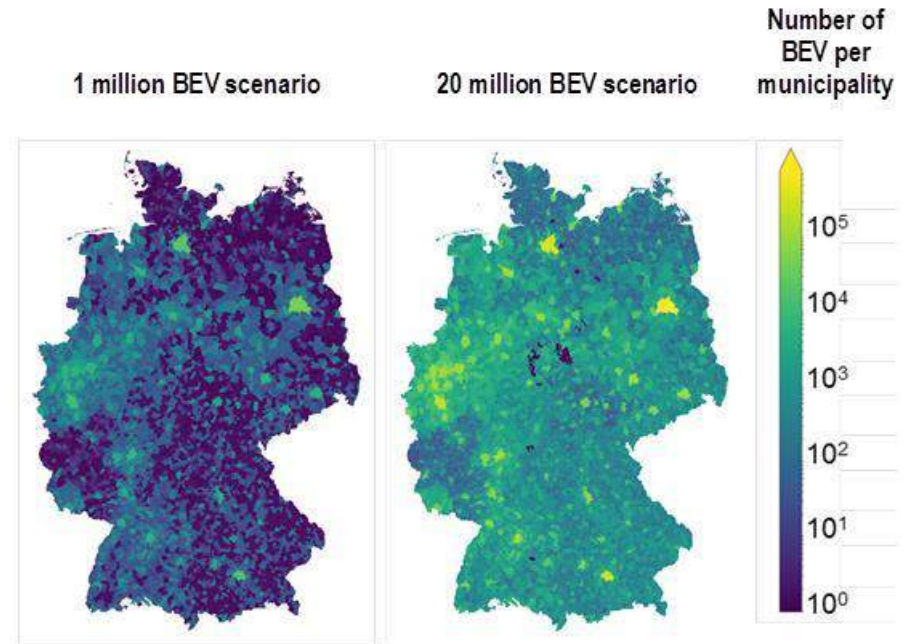 Number of
BEV per
municipality
1 million BEV scenario
20 million BEV scenario
10⁵
10⁴
10³
10²
10¹
10⁰